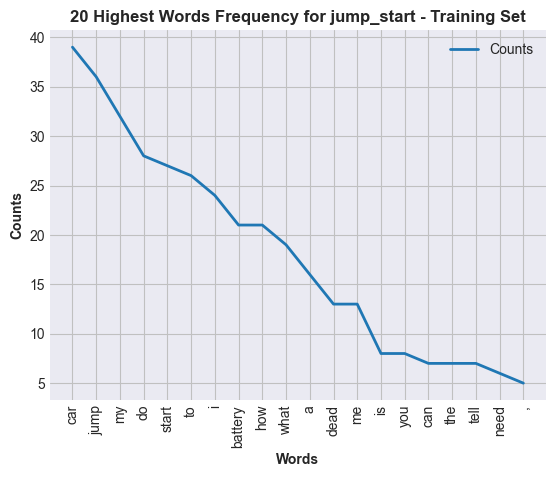 20 Highest Words Frequency for jump_start - Training Set
Counts
Counts
40
35
30
25
20
15
10
5
car
jump
my
do
start
to
i
battery
how
what
a
dead
me
is
you
can
the
tell
need
,
Words